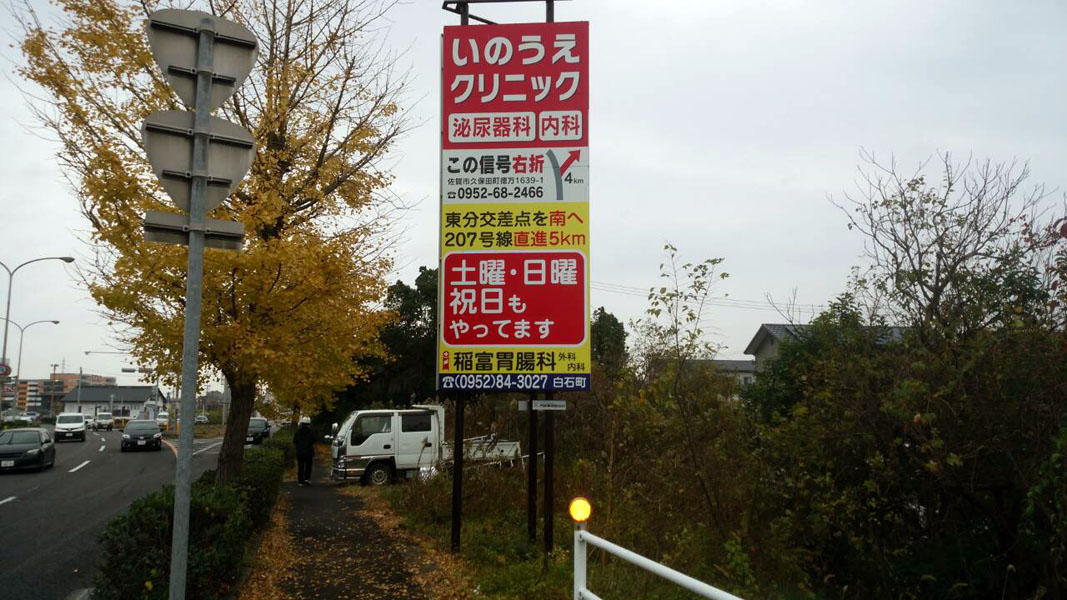 いのうえ
クリニック
泌尿器科 内科
この信号右折
佐賀市久保田町徳万1639-1
☎0952-68-2466
4km
東分交差点を南へ
207号線直進5km
土曜・日曜
祝日も
やってます
稲富胃腸科 外科 内科
☎(0952)84-3027 白石町